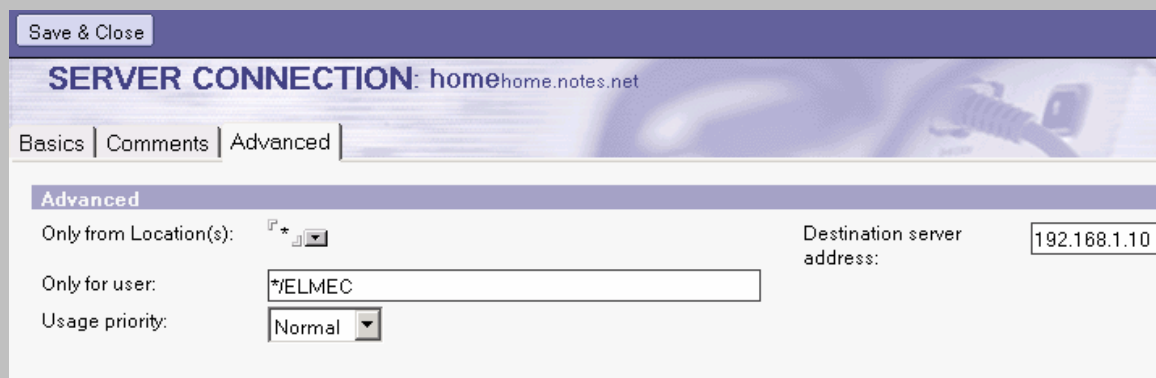 Save & Close
SERVER CONNECTION: homehome.notes.net
Basics | Comments | Advanced
Advanced
Only from Location(s): *
Destination server address: 192.168.1.10
Only for user: */ELMEC
Usage priority: Normal